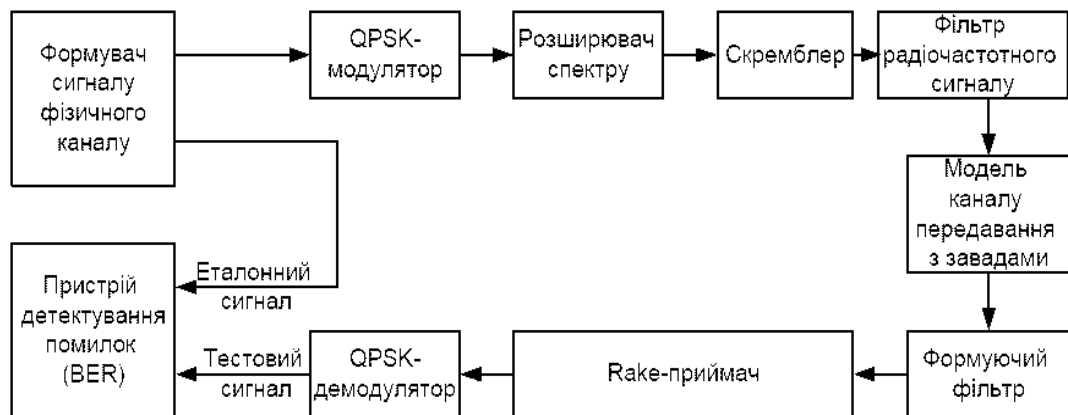 Формувач
сигналу
фізичного
каналу
QPSK-
модулятор
Розширювач
спектру
Скремблер
Фільтр
радіочастотного
сигналу
Модель
каналу
передавання
з завадами
Формуючий
фільтр
Rake-приймач
QPSK-
демодулятор
Тестовий
сигнал
Еталонний
сигнал
Пристрій
детектування
помилок
(BER)